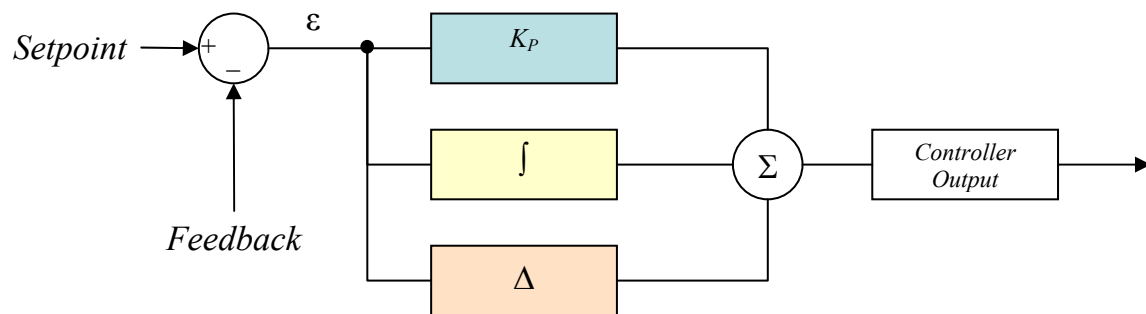 ε
K_P
Setpoint
+
−
∫
Σ
Controller
Output
Feedback
Δ